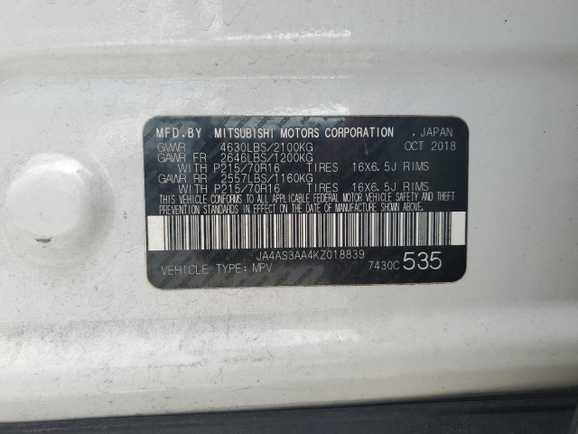 MFD.BY MITSUBISHI MOTORS CORPORATION .JAPAN
GVWR 4630LBS/2100KG OCT 2018
GAWR FR 2646LBS/1200KG
WITH P215/70R16 TIRES 16X6.5J RIMS
GAWR RR 2557LBS/1160KG
WITH P215/70R16 TIRES 16X6.5J RIMS
THIS VEHICLE CONFORMS TO ALL APPLICABLE FEDERAL MOTOR VEHICLE SAFETY AND THEFT
PREVENTION STANDARDS IN EFFECT ON THE DATE OF MANUFACTURE SHOWN ABOVE.
JA4AS3AA4KZ018839
VEHICLE TYPE: MPV 7430C 535